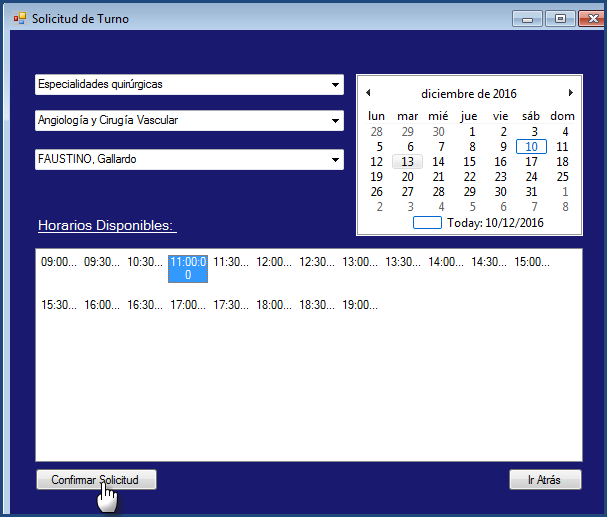 Solicitud de Turno
Especialidades quirúrgicas
Angiología y Cirugía Vascular
FAUSTINO, Gallardo
diciembre de 2016
lun mar mié jue vie sáb dom
28 29 30 1 2 3 4
5 6 7 8 9 10 11
12 13 14 15 16 17 18
19 20 21 22 23 24 25
26 27 28 29 30 31 1
2 3 4 5 6 7 8
Today: 10/12/2016
Horarios Disponibles:
09:00... 09:30... 10:30... 11:00:0 11:30... 12:00... 12:30... 13:00... 13:30... 14:00... 14:30... 15:00...
0
15:30... 16:00... 16:30... 17:00... 17:30... 18:00... 18:30... 19:00...
Confirmar Solicitud
Ir Atrás